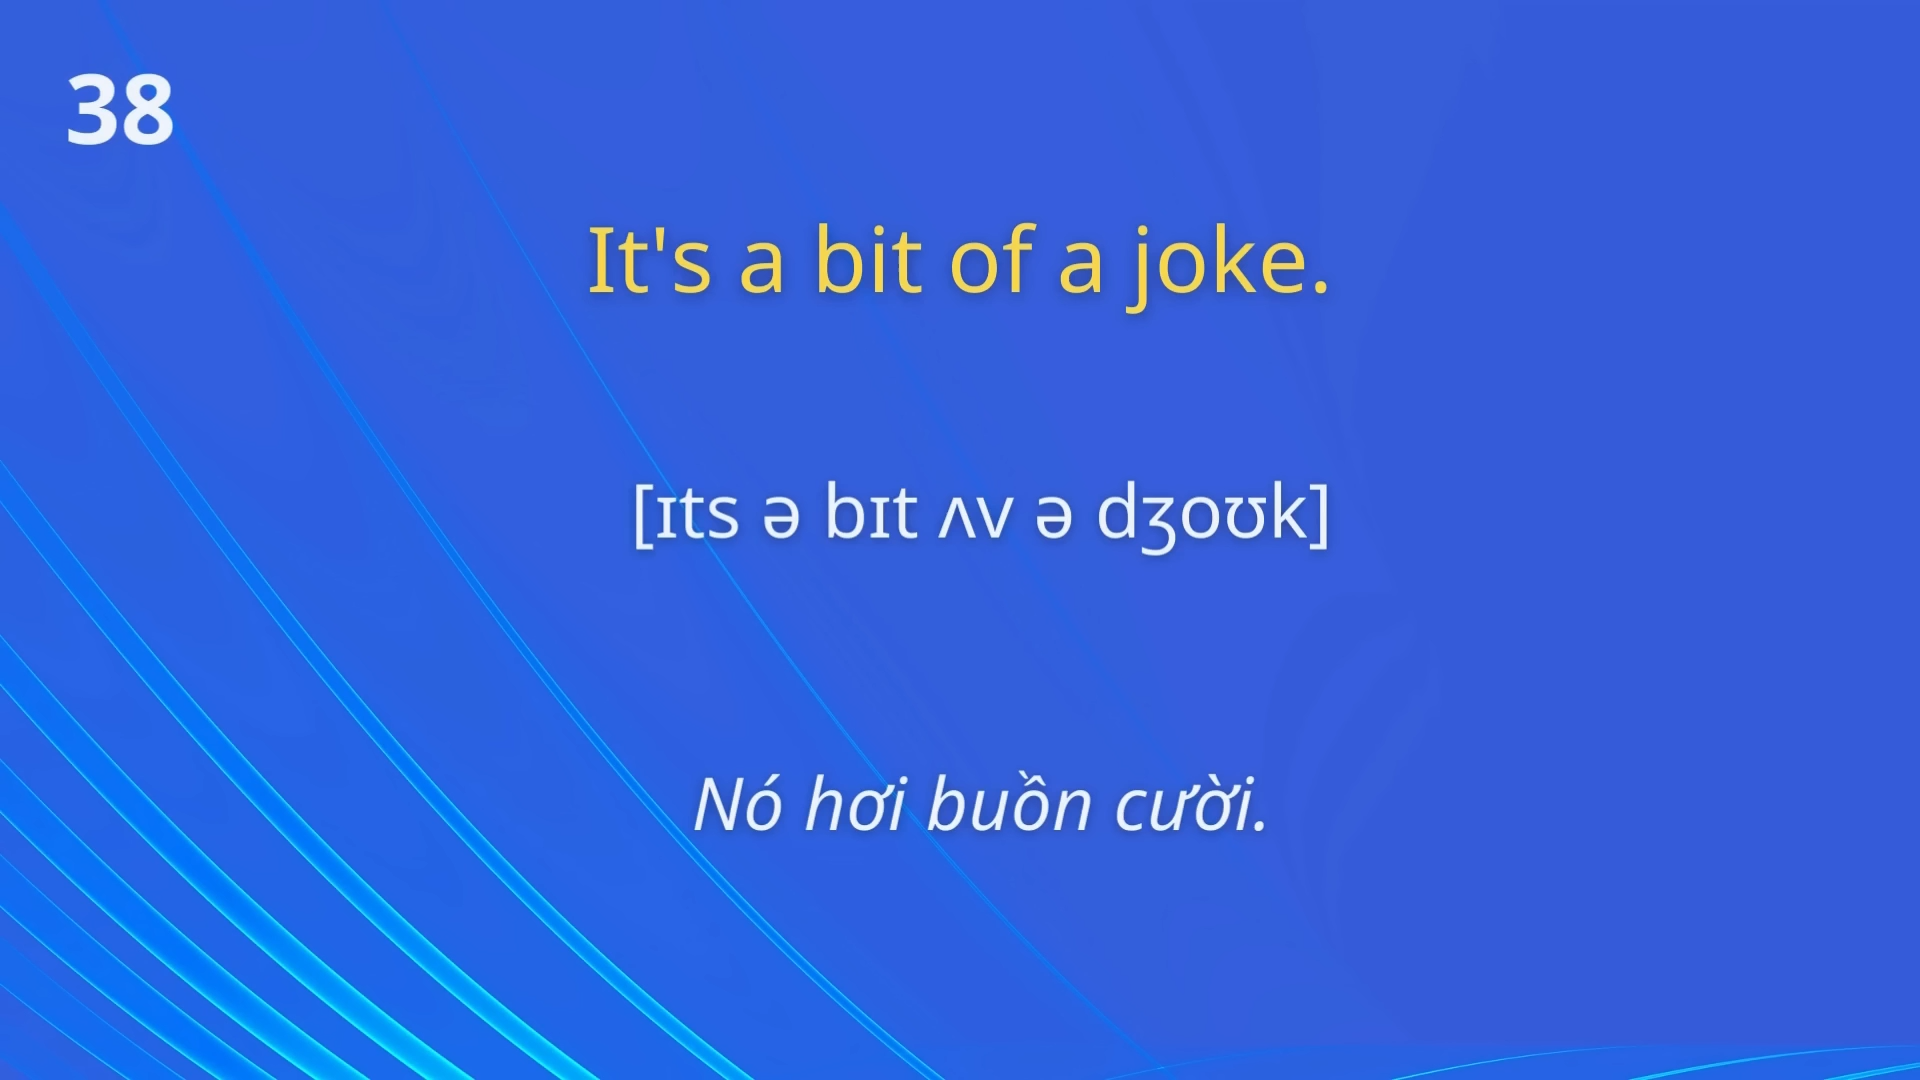 38
It's a bit of a joke.
[ɪts ə bɪt ʌv ə dʒoʊk]
Nó hơi buồn cười.